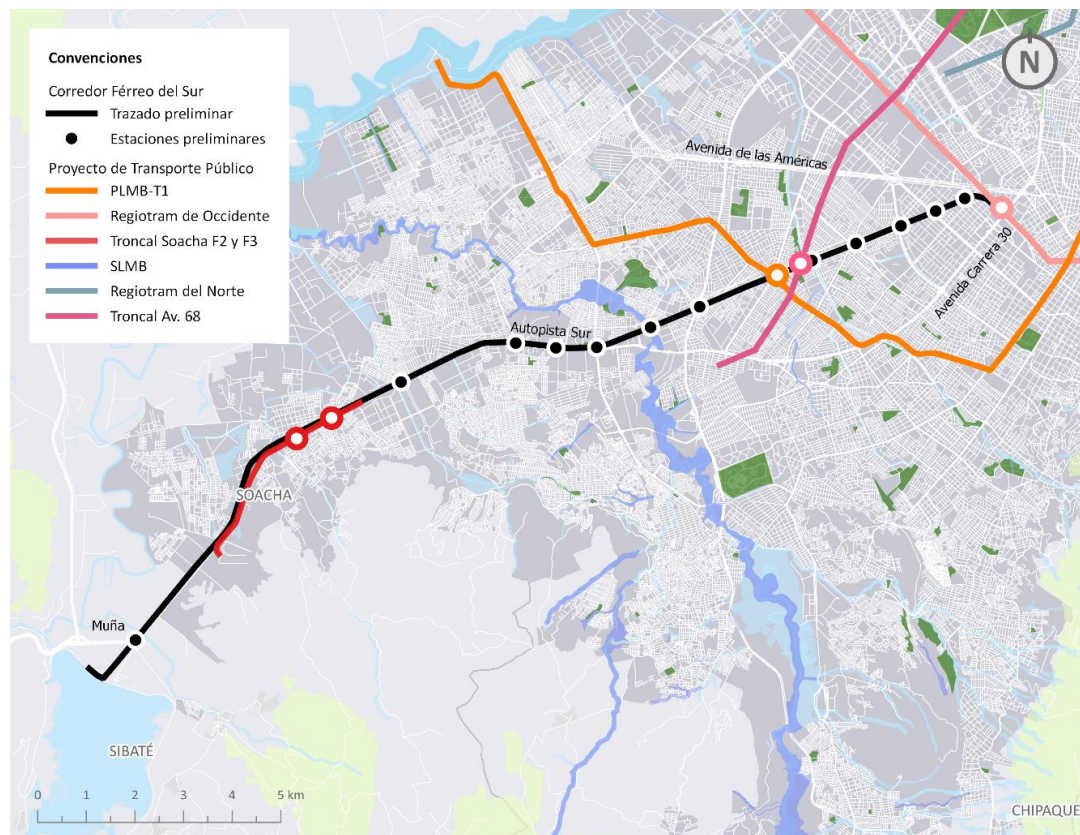 Convenciones
Corredor Férreo del Sur
Trazado preliminar
Estaciones preliminares
Proyecto de Transporte Público
PLMB-T1
Regiotram de Occidente
Troncal Soacha F2 y F3
SLMB
Regiotram del Norte
Troncal Av. 68
N
Avenida de las Américas
Avenida Carrera 30
Autopista Sur
SOACHA
Muña
SIBATÉ
0 1 2 3 4 5 km
CHIPAQUE